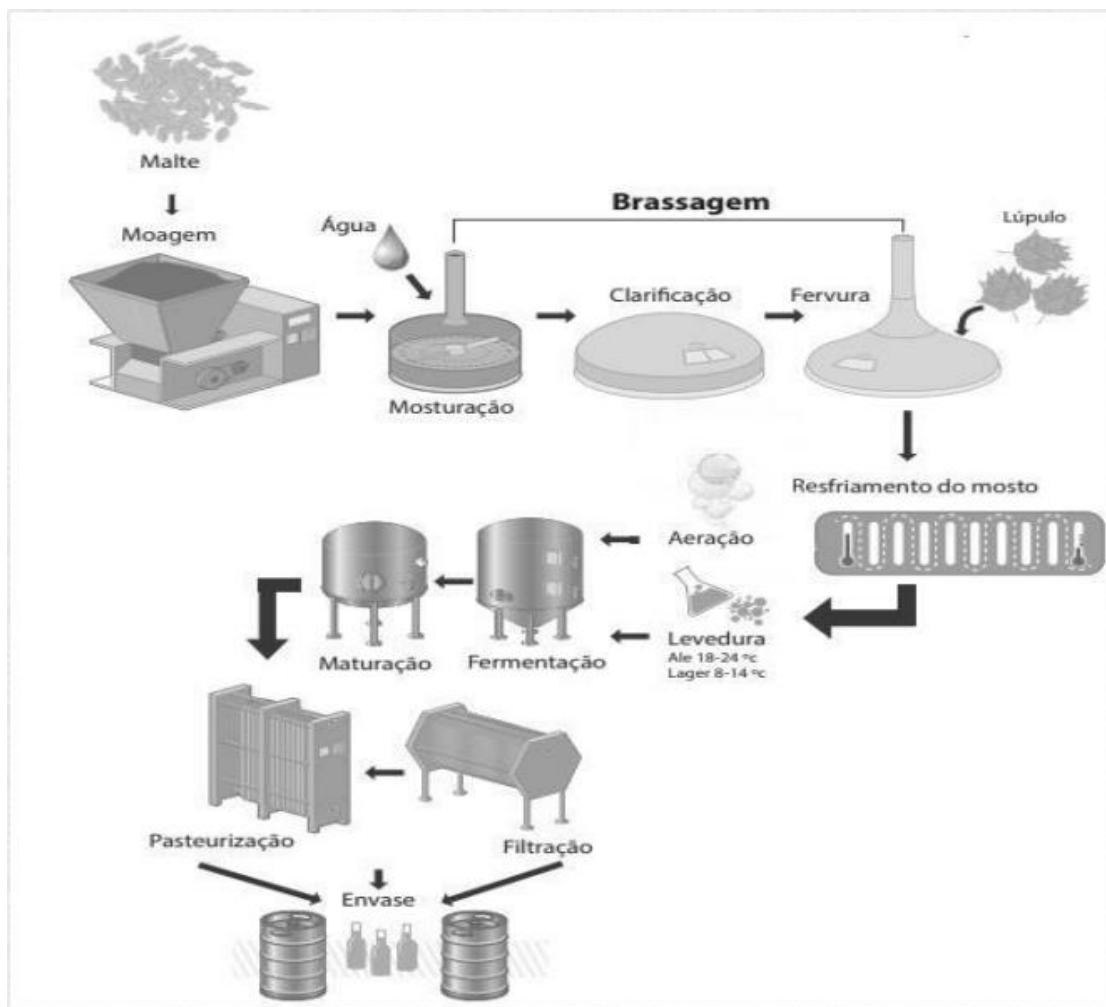 Malte
Moagem
Água
Brassagem
Lúpulo
Mosturação
Clarificação
Fervura
Resfriamento do mosto
Aeração
Levedura
Ale 18-24 ºc
Lager 8-14 ºc
Fermentação
Maturação
Filtração
Pasteurização
Envase